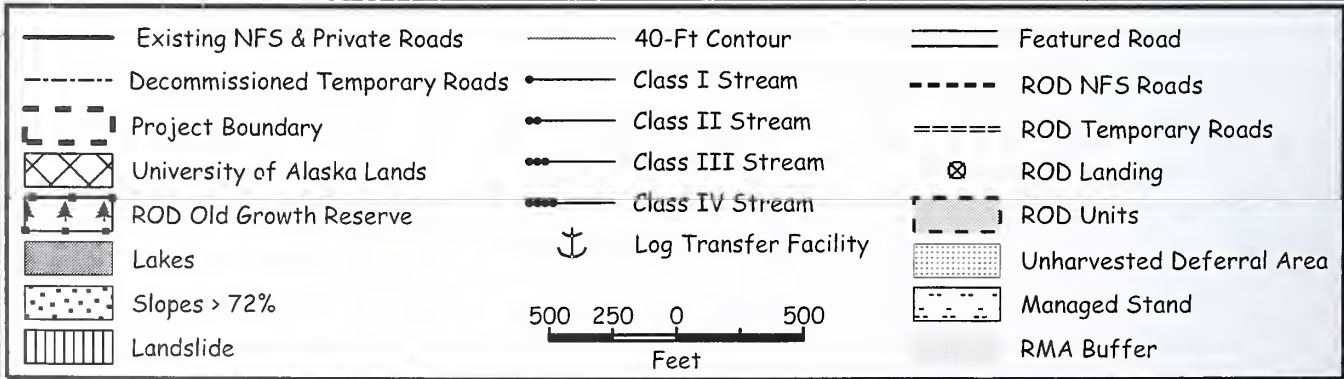 Existing NFS & Private Roads
Decommissioned Temporary Roads
Project Boundary
University of Alaska Lands
ROD Old Growth Reserve
Lakes
Slopes > 72%
Landslide
40-Ft Contour
Class I Stream
Class II Stream
Class III Stream
Class IV Stream
Log Transfer Facility
500 250 0 500
Feet
Featured Road
ROD NFS Roads
ROD Temporary Roads
ROD Landing
ROD Units
Unharvested Deferral Area
Managed Stand
RMA Buffer